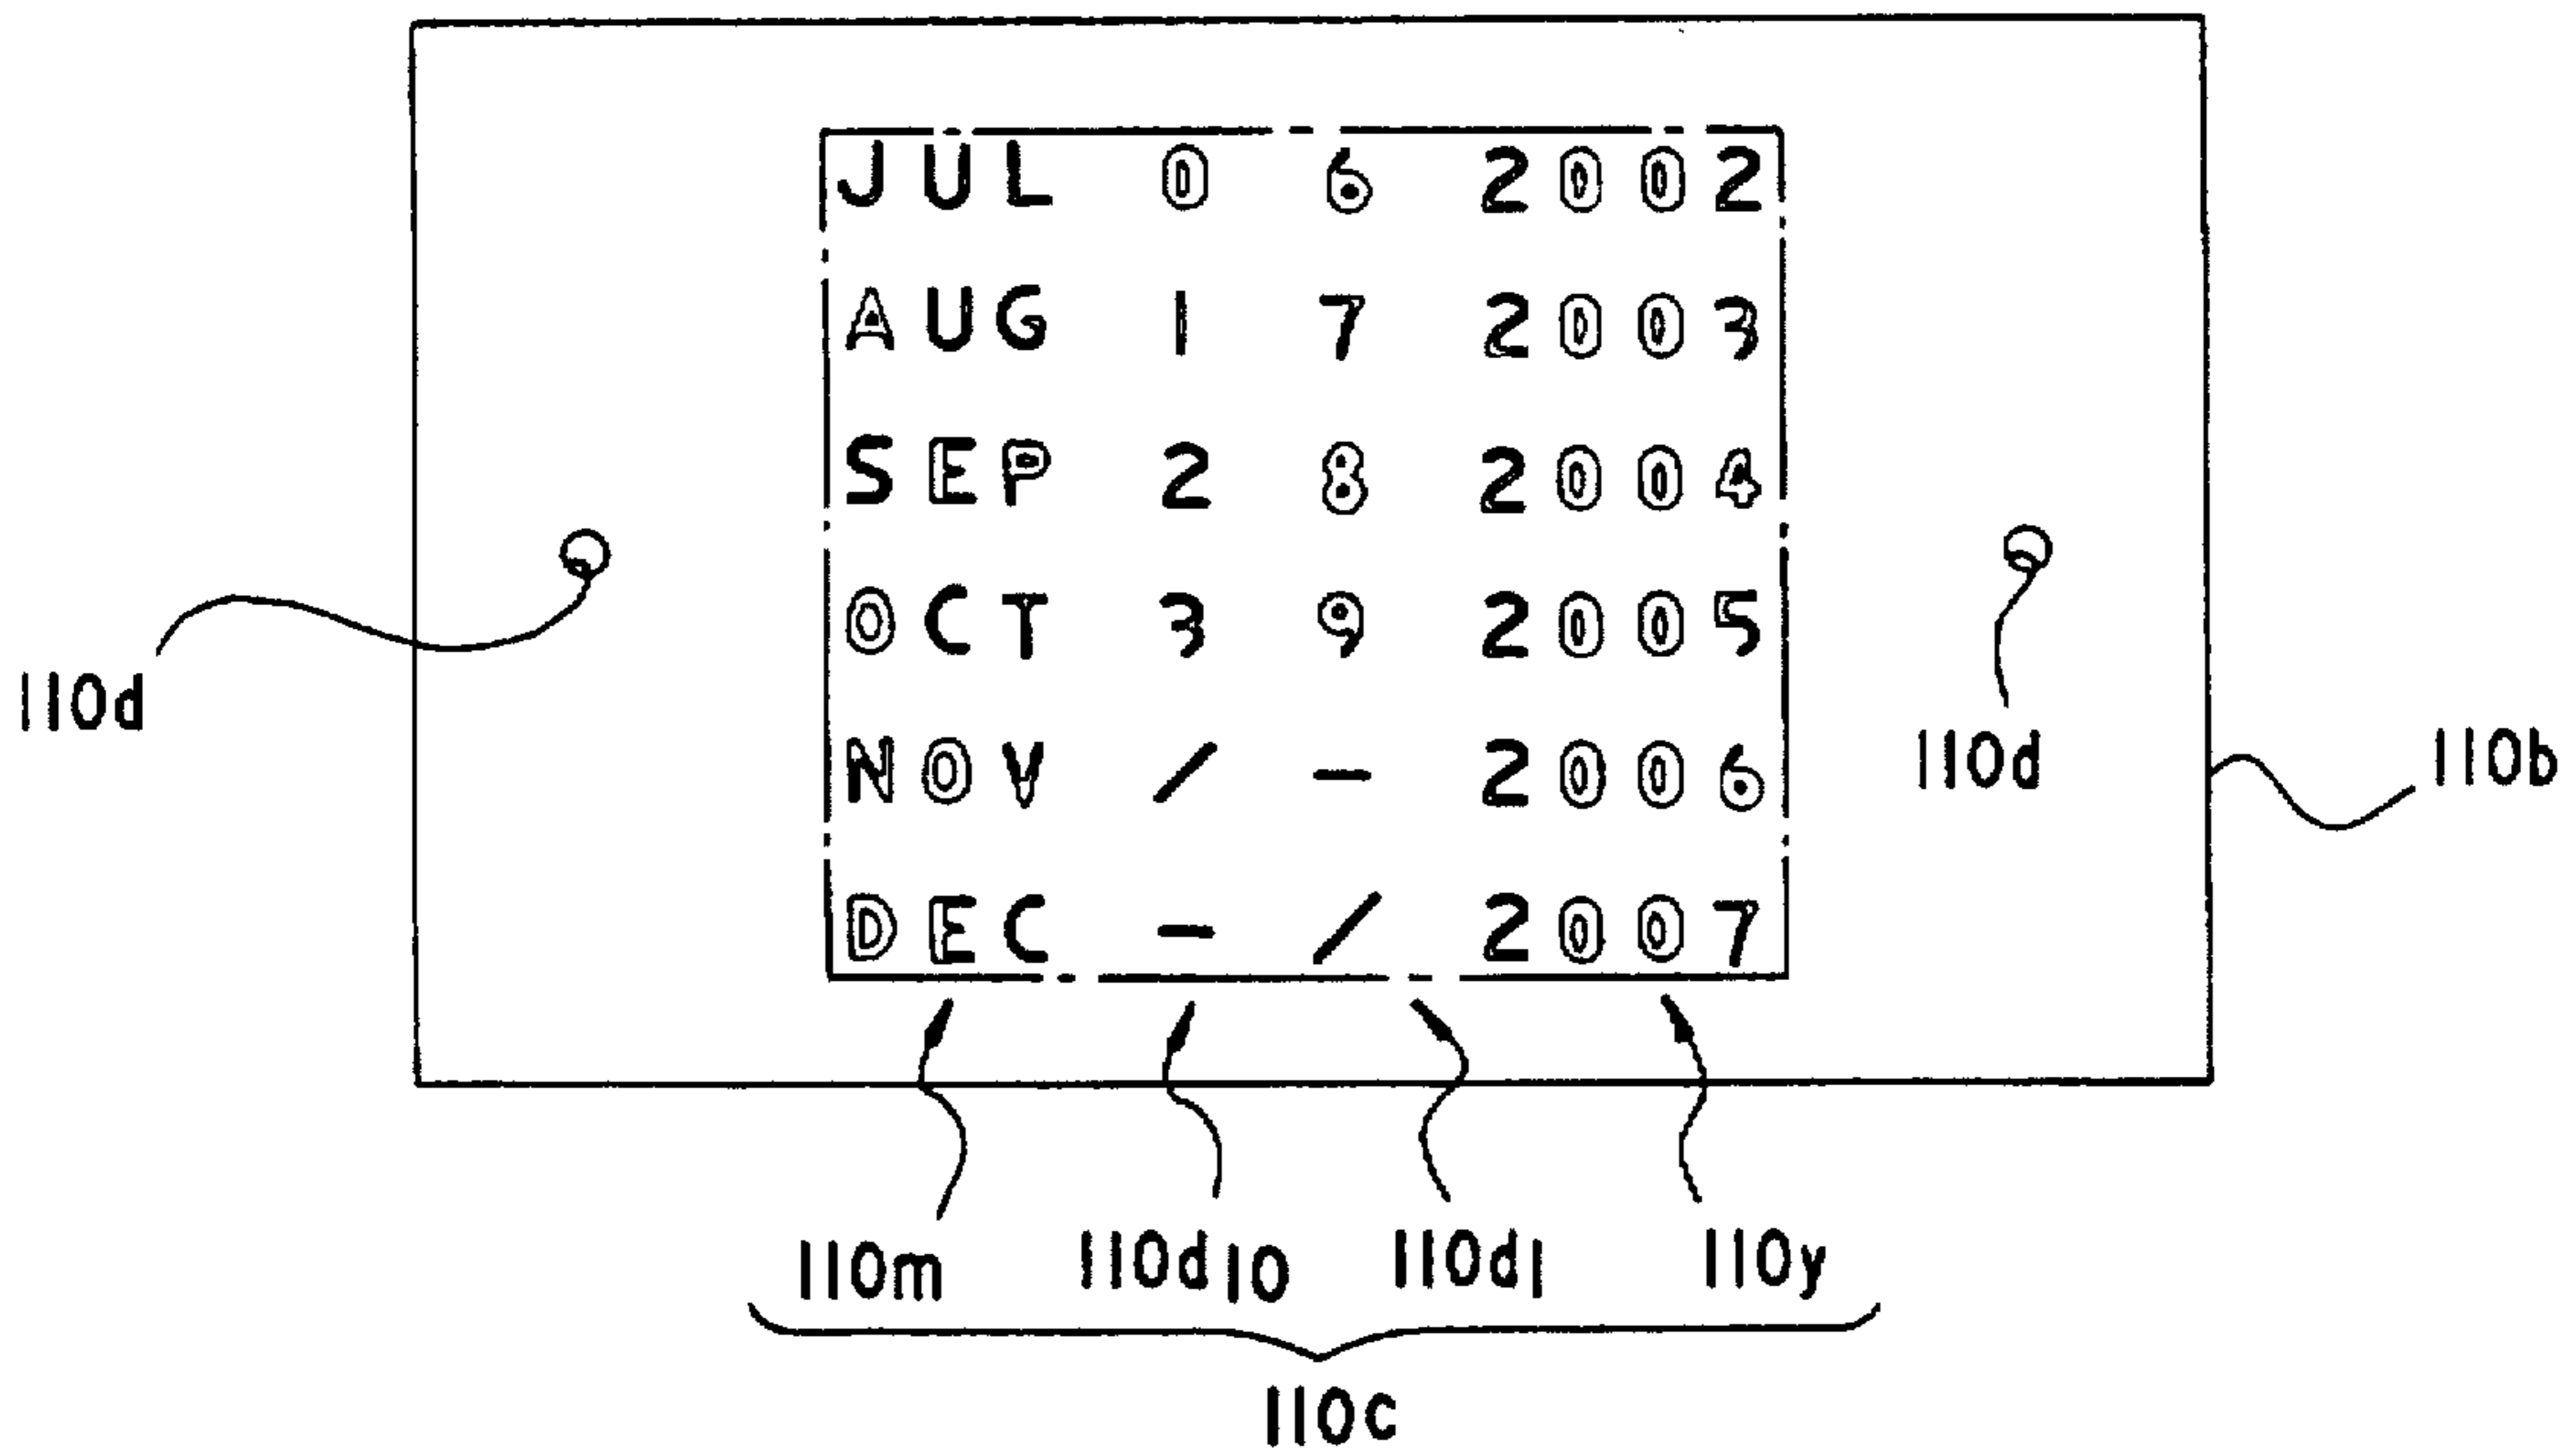 JUL 0 6 2002
AUG 1 7 2003
SEP 2 8 2004
OCT 3 9 2005
NOV / - 2006
DEC - / 2007
110d
110d
110b
110m 110d10 110d1 110y
110c